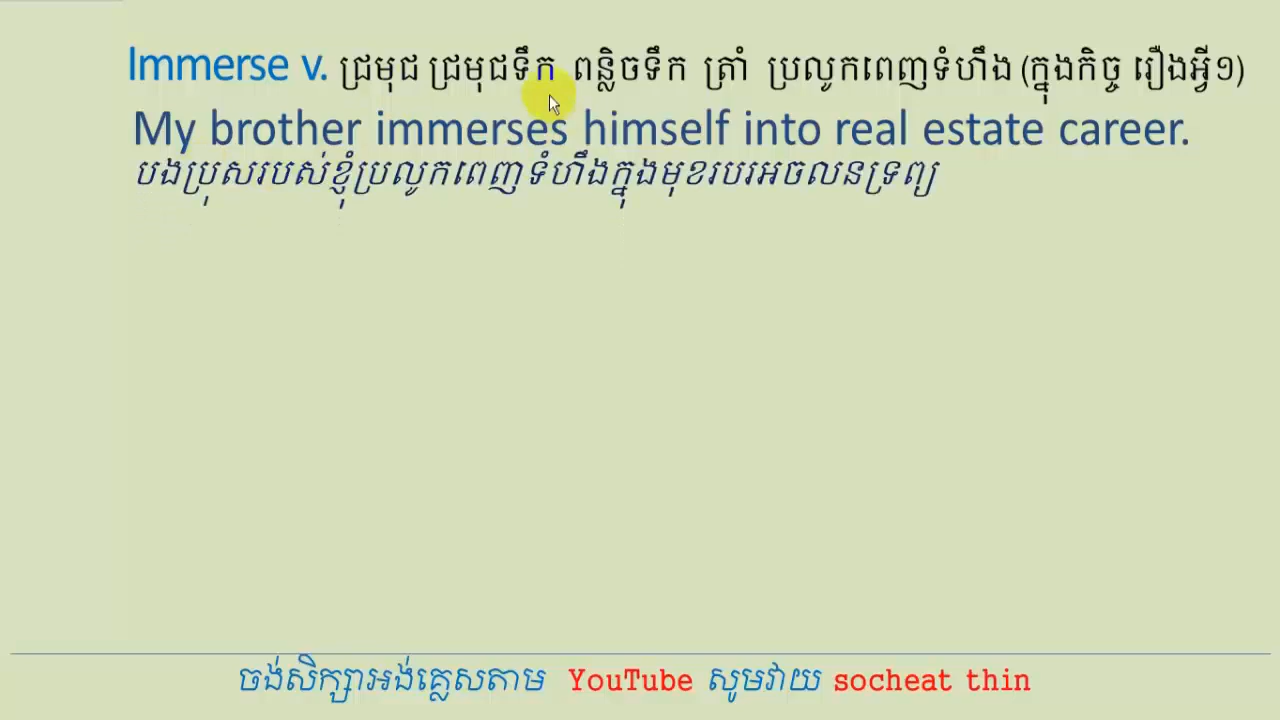 Immerse v. ជ្រមុជ ជ្រមុជទឹក ពន្លិចទឹក ត្រាំ ប្រលូកពេញទំហឹង (ក្នុងកិច្ច រឿងអ្វី១)
My brother immerses himself into real estate career.
បងប្រុសរបស់ខ្ញុំប្រលូកពេញទំហឹងក្នុងមុខរបរអចលនទ្រព្យ
ចង់សិក្សាអង់គ្លេសតាម YouTube សូមវាយ socheat thin